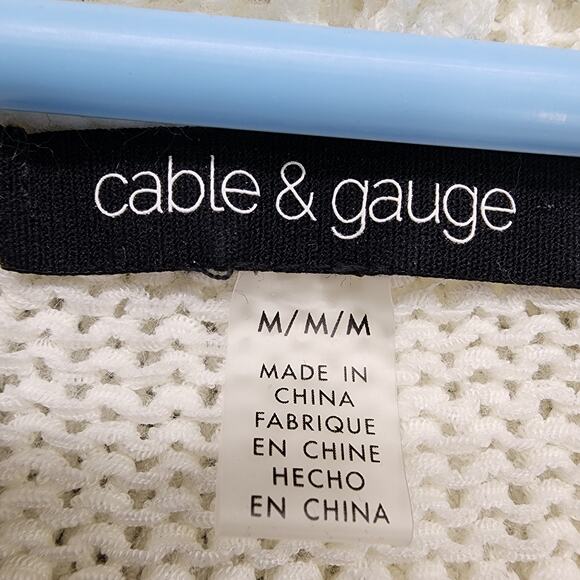 cable & gauge
M/M/M
MADE IN
CHINA
FABRIQUE
EN CHINE
HECHO
EN CHINA